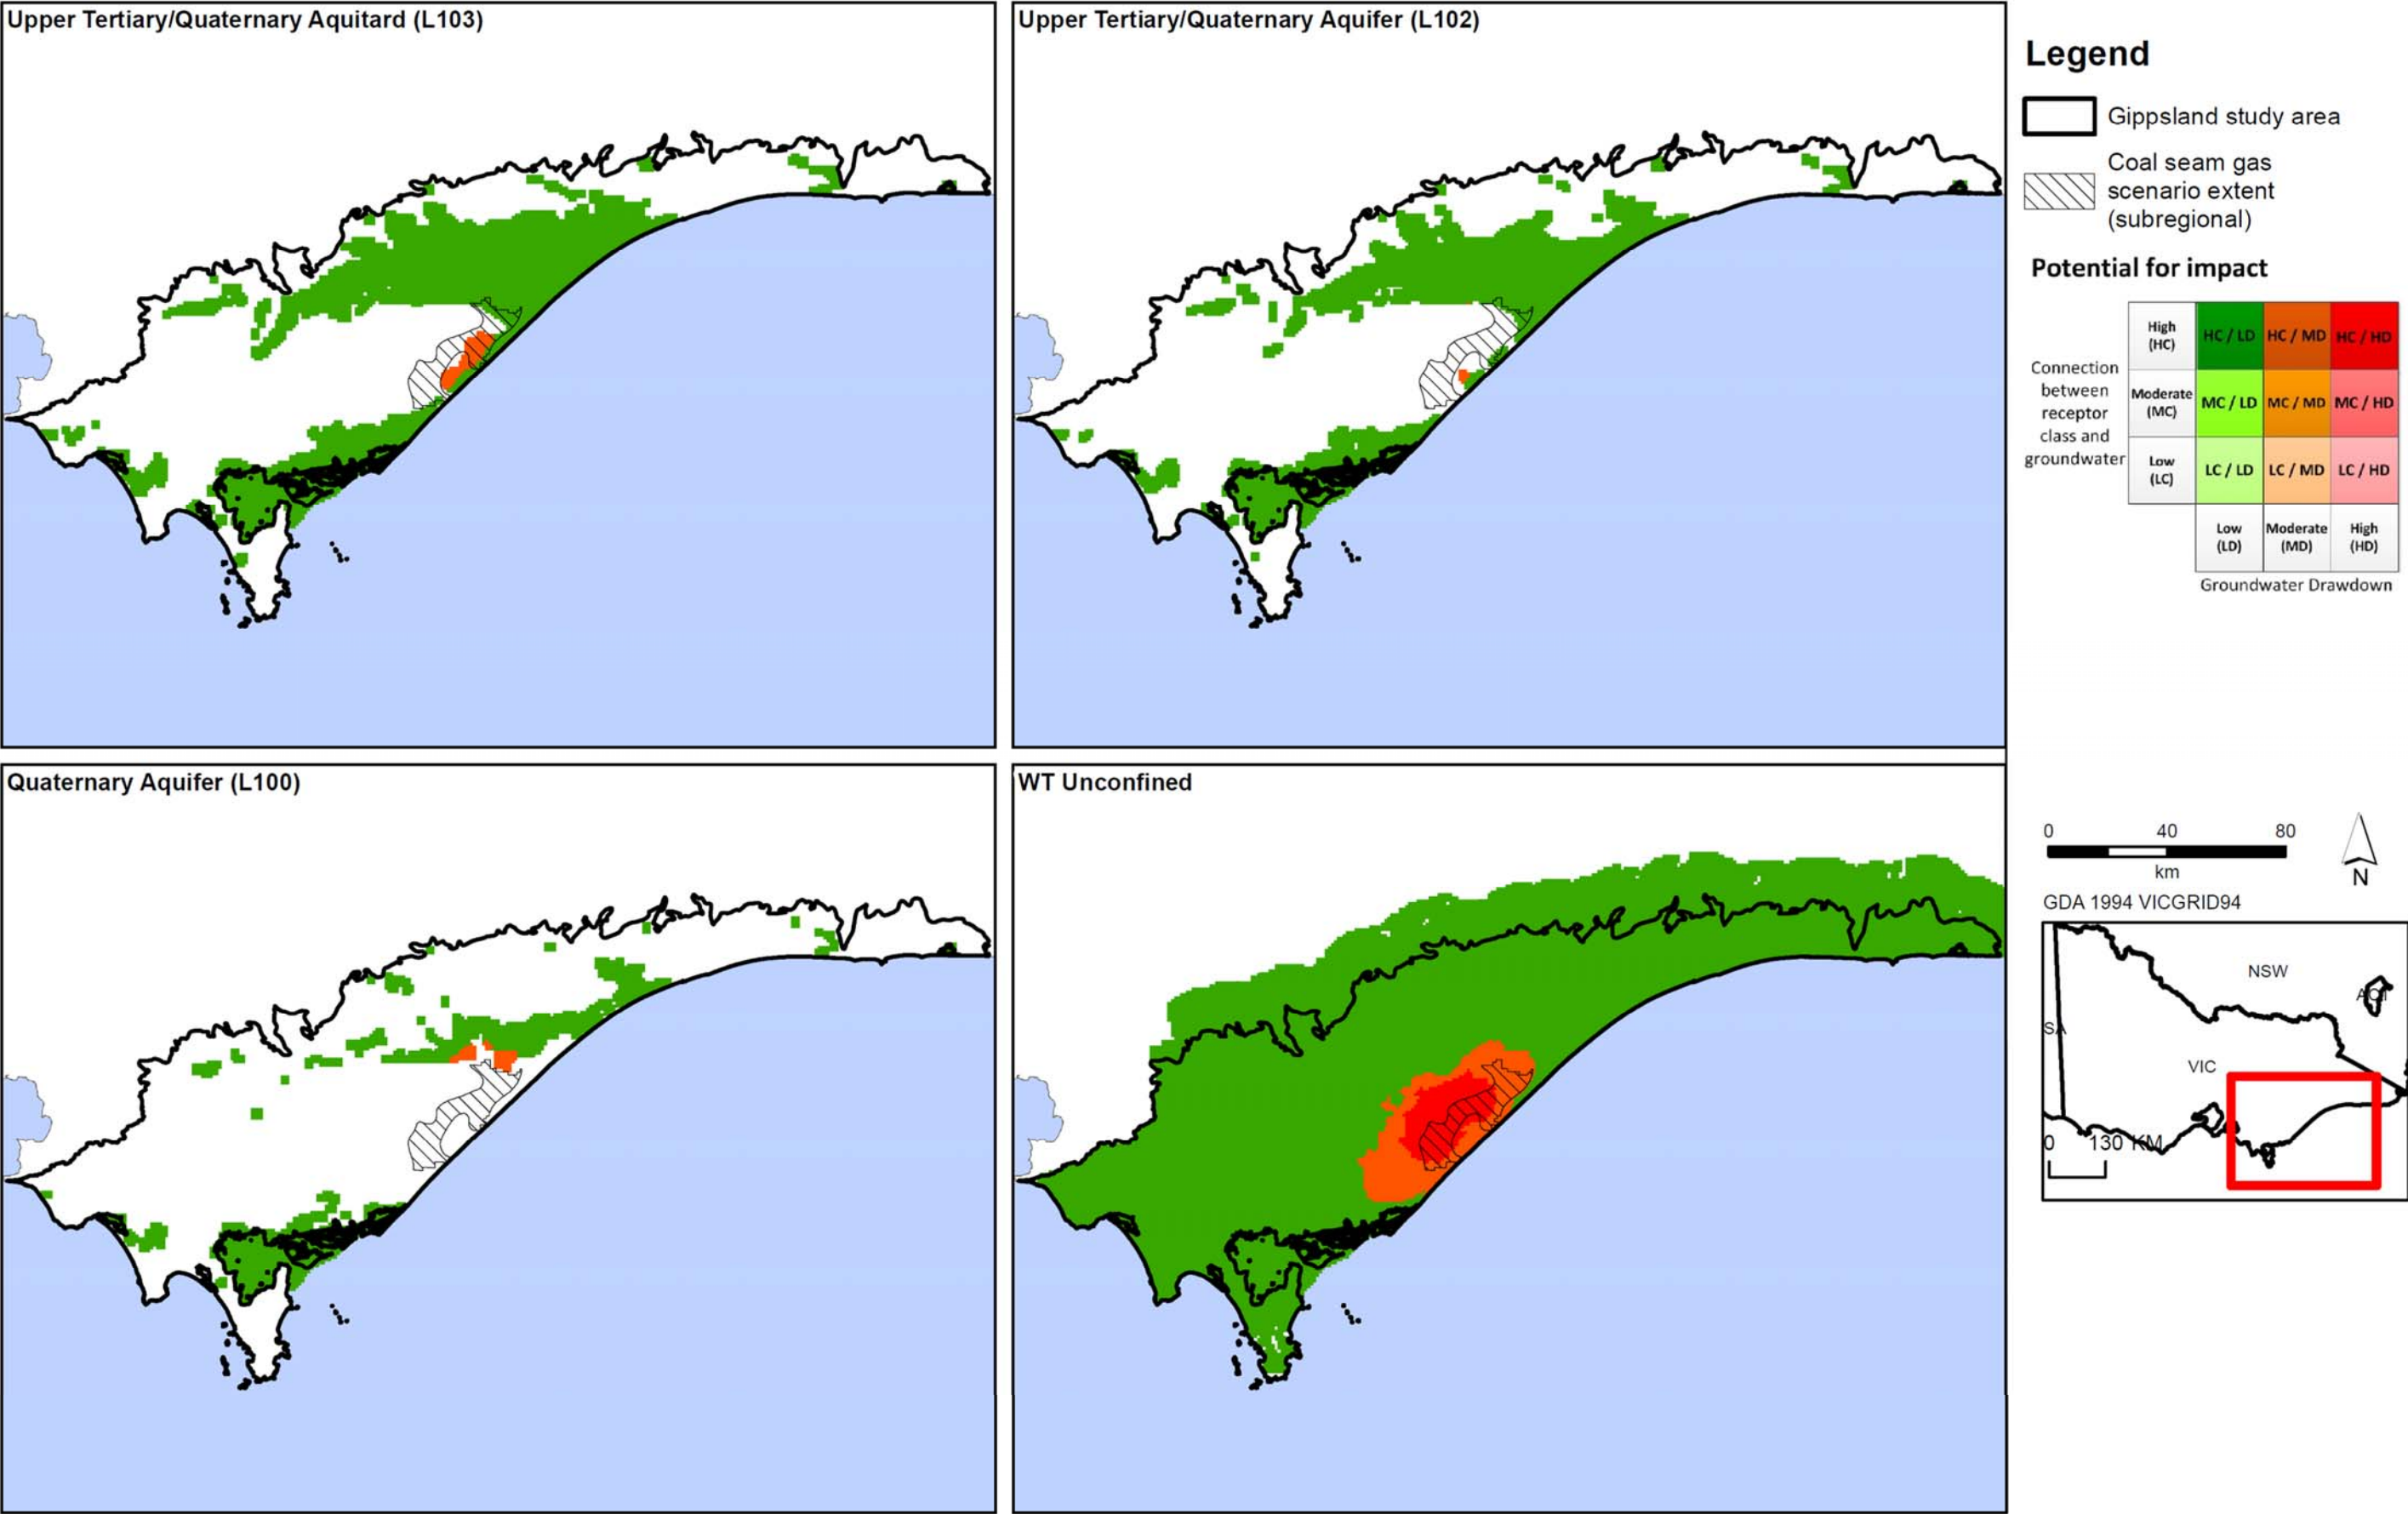 Upper Tertiary/Quaternary Aquitard (L103)
Upper Tertiary/Quaternary Aquifer (L102)
Quaternary Aquifer (L100)
WT Unconfined
Legend
Gippsland study area
Coal seam gas
scenario extent
(subregional)
Potential for impact
Connection
between
receptor
class and
groundwater
High
(HC)
HC / LD
HC / MD
HC / HD
Moderate
(MC)
MC / LD
MC / MD
MC / HD
Low
(LC)
LC / LD
LC / MD
LC / HD
Low
(LD)
Moderate
(MD)
High
(HD)
Groundwater Drawdown
0 40 80
km
N
GDA 1994 VICGRID94
NSW
ACT
SA
VIC
0 130 KM